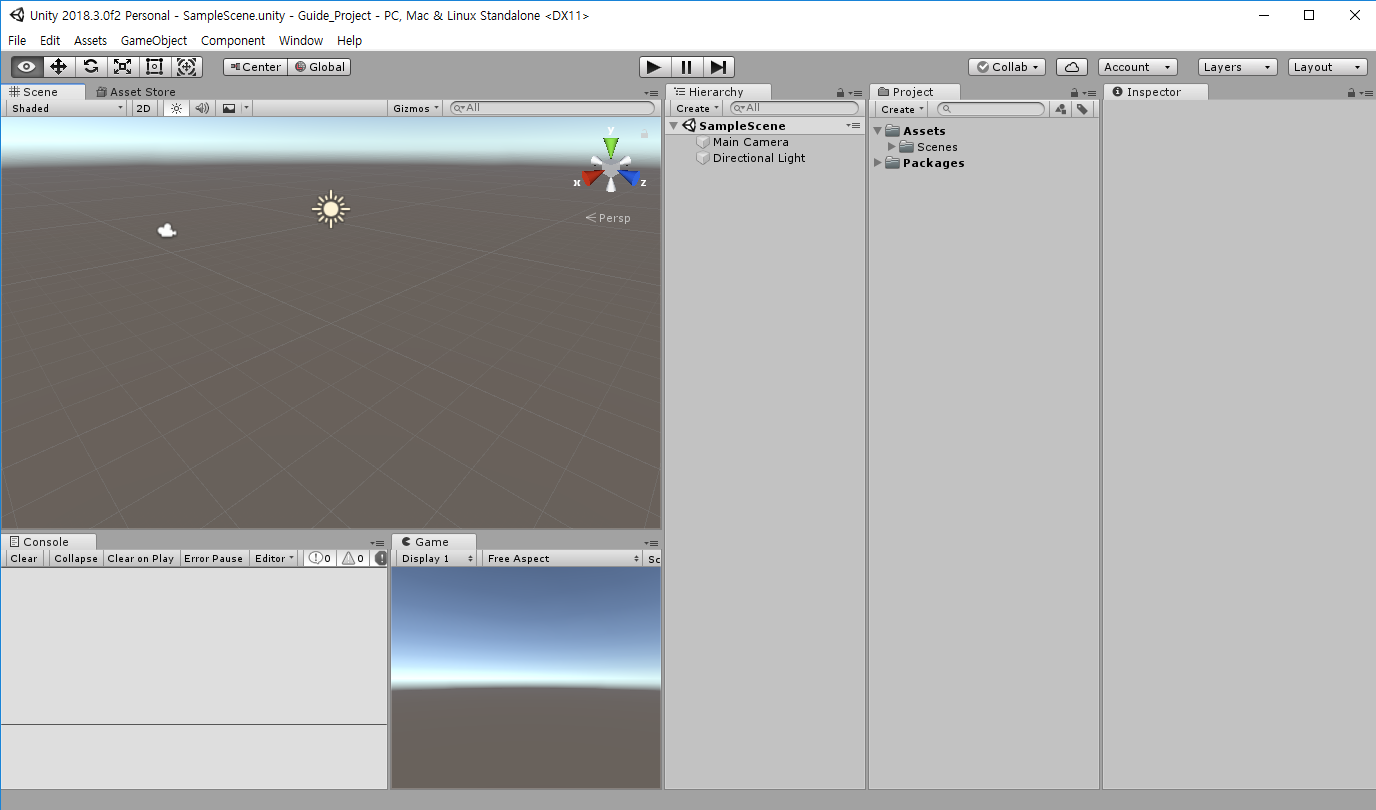 Unity 2018.3.0f2 Personal - SampleScene.unity - Guide_Project - PC, Mac & Linux Standalone <DX11>
File Edit Assets GameObject Component Window Help
Center Global Collab Account Layers Layout
Scene Asset Store
Shaded 2D Gizmos All
y
x z
Persp
Hierarchy
Create All
SampleScene
Main Camera
Directional Light
Project
Create
Assets
Scenes
Packages
Inspector
Console
Clear Collapse Clear on Play Error Pause Editor 0 0
Game
Display 1 Free Aspect Sc